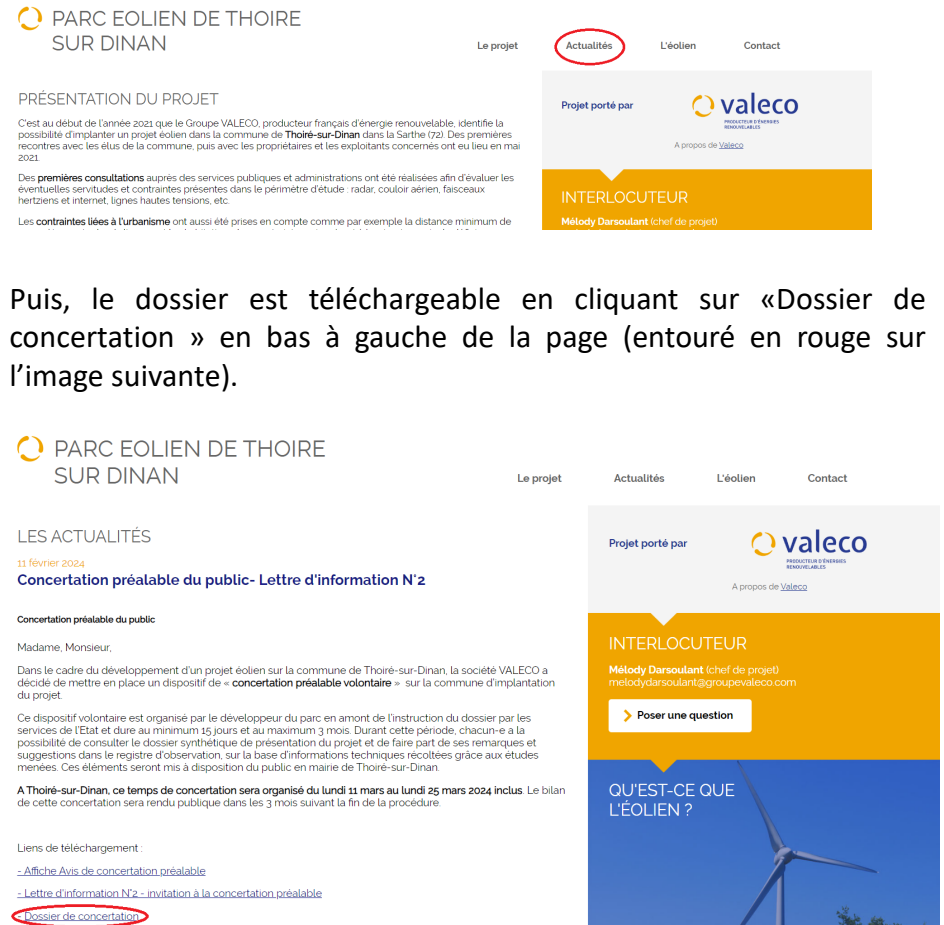 PARC EOLIEN DE THOIRE
SUR DINAN
Le projet
Actualités
L'éolien
Contact
PRÉSENTATION DU PROJET
C'est au début de l'année 2021 que le Groupe VALECO, producteur français d'énergie renouvelable, identifie la
possibilité d'implanter un projet éolien dans la commune de Thoiré-sur-Dinan dans la Sarthe (72). Des premières
recontres avec les élus de la commune, puis avec les propriétaires et les exploitants concernés ont eu lieu en mai
2021.
Des premières consultations auprès des services publiques et administrations ont été réalisées afin d'évaluer les
éventuelles servitudes et contraintes présentes dans le périmètre d'étude : radar, couloir aérien, faisceaux
hertziens et internet, lignes hautes tensions, etc.
Les contraintes liées à l'urbanisme ont aussi été prises en compte comme par exemple la distance minimum de
Projet porté par
valeco
PRODUCTEUR D'ÉNERGIES
RENOUVELABLES
A propos de Valeco
INTERLOCUTEUR
Mélody Darsoulant (chef de projet)
Puis, le dossier est téléchargeable en cliquant sur «Dossier de
concertation » en bas à gauche de la page (entouré en rouge sur
l'image suivante).
PARC EOLIEN DE THOIRE
SUR DINAN
Le projet
Actualités
L'éolien
Contact
LES ACTUALITÉS
11 février 2024
Concertation préalable du public- Lettre d'information N°2
Concertation préalable du public
Madame, Monsieur,
Dans le cadre du développement d'un projet éolien sur la commune de Thoiré-sur-Dinan, la société VALECO a
décidé de mettre en place un dispositif de « concertation préalable volontaire » sur la commune d'implantation
du projet.
Ce dispositif volontaire est organisé par le développeur du parc en amont de l'instruction du dossier par les
services de l'Etat et dure au minimum 15 jours et au maximum 3 mois. Durant cette période, chacun-e a la
possibilité de consulter le dossier synthétique de présentation du projet et de faire part de ses remarques et
suggestions dans le registre d'observation, sur la base d'informations techniques récoltées grâce aux études
menées. Ces éléments seront mis à disposition du public en mairie de Thoiré-sur-Dinan.
A Thoiré-sur-Dinan, ce temps de concertation sera organisé du lundi 11 mars au lundi 25 mars 2024 inclus. Le bilan
de cette concertation sera rendu publique dans les 3 mois suivant la fin de la procédure.
Liens de téléchargement :
- Affiche Avis de concertation préalable
- Lettre d'information N°2 - invitation à la concertation préalable
- Dossier de concertation
Projet porté par
valeco
PRODUCTEUR D'ÉNERGIES
RENOUVELABLES
A propos de Valeco
INTERLOCUTEUR
Mélody Darsoulant (chef de projet)
melodydarsoulant@groupevaleco.com
Poser une question
QU'EST-CE QUE
L'ÉOLIEN ?